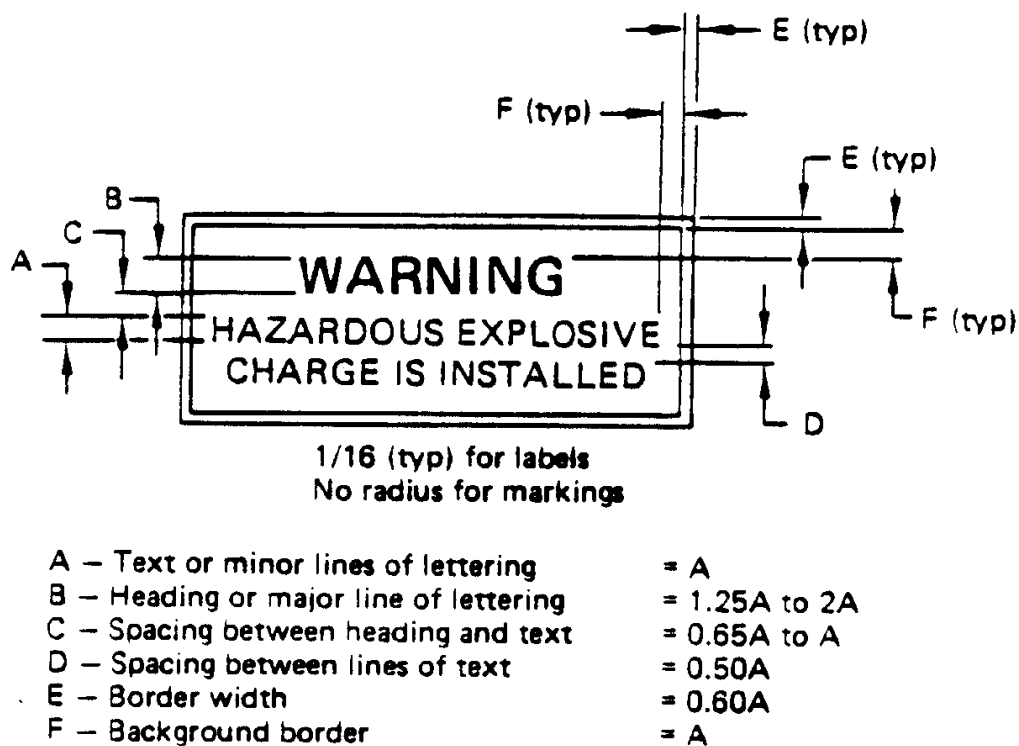 E (typ)
F (typ)
E (typ)
B
C
A
WARNING
F (typ)
HAZARDOUS EXPLOSIVE
CHARGE IS INSTALLED
D
1/16 (typ) for labels
No radius for markings
A — Text or minor lines of lettering = A
B — Heading or major line of lettering = 1.25A to 2A
C — Spacing between heading and text = 0.65A to A
D — Spacing between lines of text = 0.50A
E — Border width = 0.60A
F — Background border = A